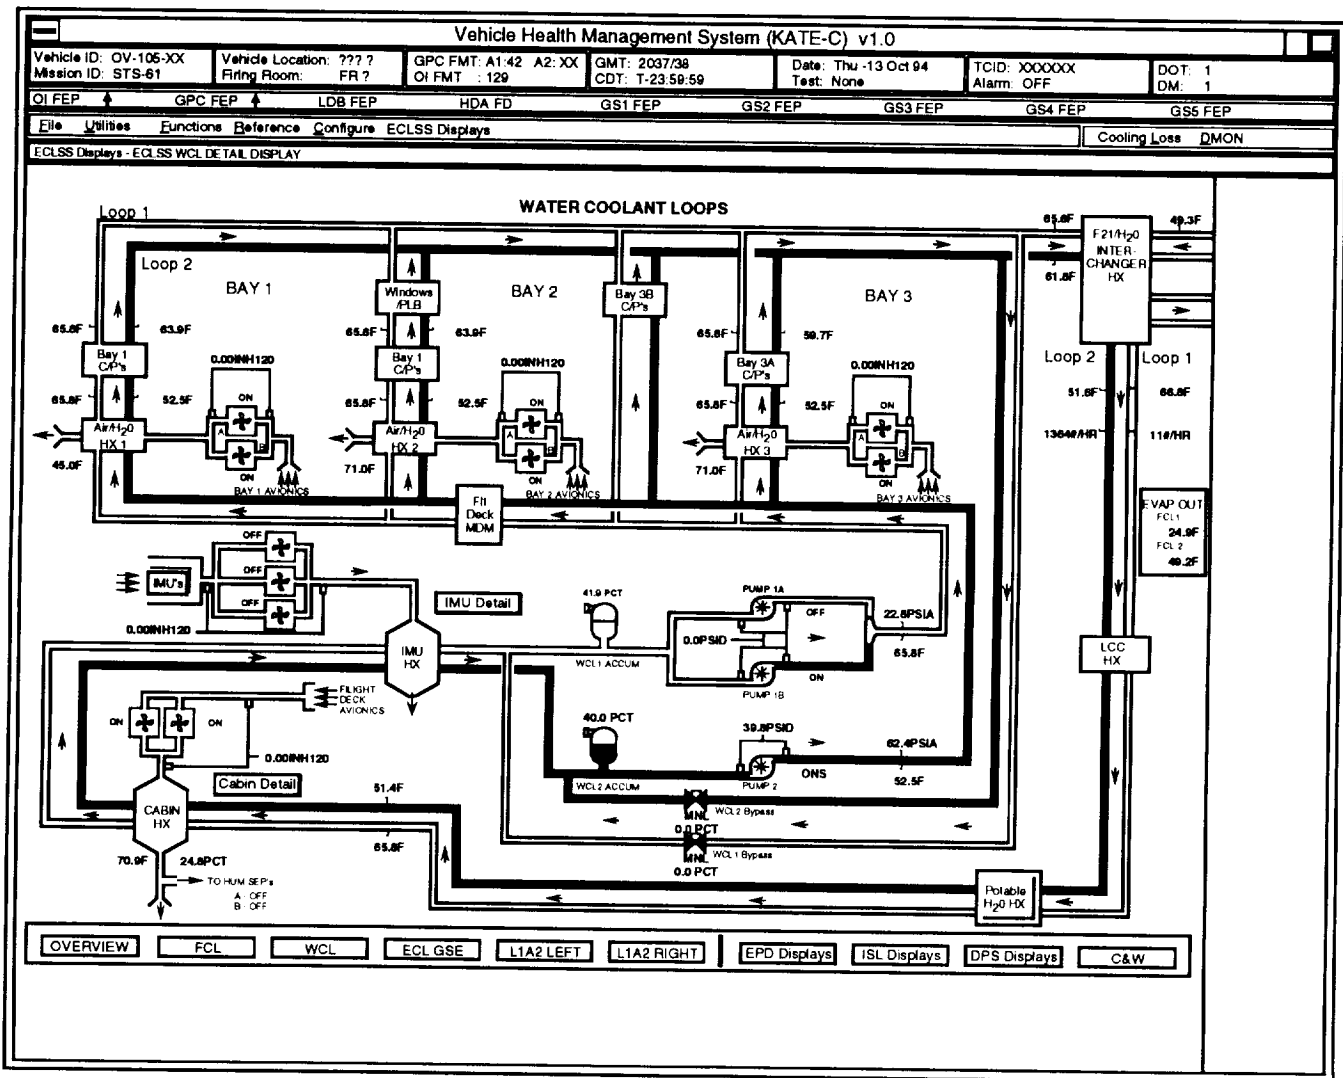 Vehicle Health Management System (KATE-C) v1.0
Vehicle ID: OV-105-XX
Mission ID: STS-61
Vehicle Location: ??? ?
Firing Room: FR ?
GPC FMT: A1:42 A2: XX
OI FMT : 129
GMT: 2037/38
CDT: T-23:59:59
Date: Thu -13 Oct 94
Test: None
TCID: XXXXXX
Alarm: OFF
DOT: 1
DM: 1
OI FEP GPC FEP LDB FEP HDA FD GS1 FEP GS2 FEP GS3 FEP GS4 FEP GS5 FEP
File Utilities Functions Reference Configure ECLSS Displays
Cooling Loss DMON
ECLSS Displays - ECLSS WCL DETAIL DISPLAY
WATER COOLANT LOOPS
Loop 1
Loop 2
BAY 1
BAY 2
BAY 3
65.6F
49.3F
F21/H20
INTER-
CHANGER
HX
61.8F
Windows
/PLB
Bay 3B
C/P's
65.6F
63.9F
65.6F
63.9F
65.6F
59.7F
Bay 1
C/P's
Bay 1
C/P's
Bay 3A
C/P's
0.00INH120
0.00INH120
0.00INH120
Loop 2
Loop 1
65.8F
52.5F
65.8F
52.5F
65.8F
52.5F
51.6F
66.8F
ON
ON
ON
Air/H20
HX 1
Air/H20
HX 2
Air/H20
HX 3
A
B
A
B
A
B
1364#/HR
11#/HR
45.0F
71.0F
71.0F
ON
ON
ON
BAY 1 AVIONICS
BAY 2 AVIONICS
BAY 3 AVIONICS
Flt
Deck
MDM
EVAP OUT
FCL1
24.9F
FCL 2
49.2F
OFF
OFF
OFF
IMU's
0.00INH120
IMU Detail
IMU
HX
41.9 PCT
WCL1 ACCUM
PUMP 1A
OFF
0.0PSID
22.8PSIA
65.8F
ON
PUMP 1B
LCC
HX
FILIGHT
DECK
AVIONICS
ON
ON
0.00INH120
Cabin Detail
CABIN
HX
40.0 PCT
WCL2 ACCUM
39.8PSID
62.4PSIA
ONS
PUMP 2
52.5F
51.4F
65.8F
MNL
0.0 PCT
WCL2 Bypass
MNL
0.0 PCT
WCL1 Bypass
70.9F
24.8PCT
TO HUM SEP's
A : OFF
B : OFF
Potable
H20 HX
OVERVIEW FCL WCL ECL GSE L1A2 LEFT L1A2 RIGHT EPD Displays ISL Displays DPS Displays C&W